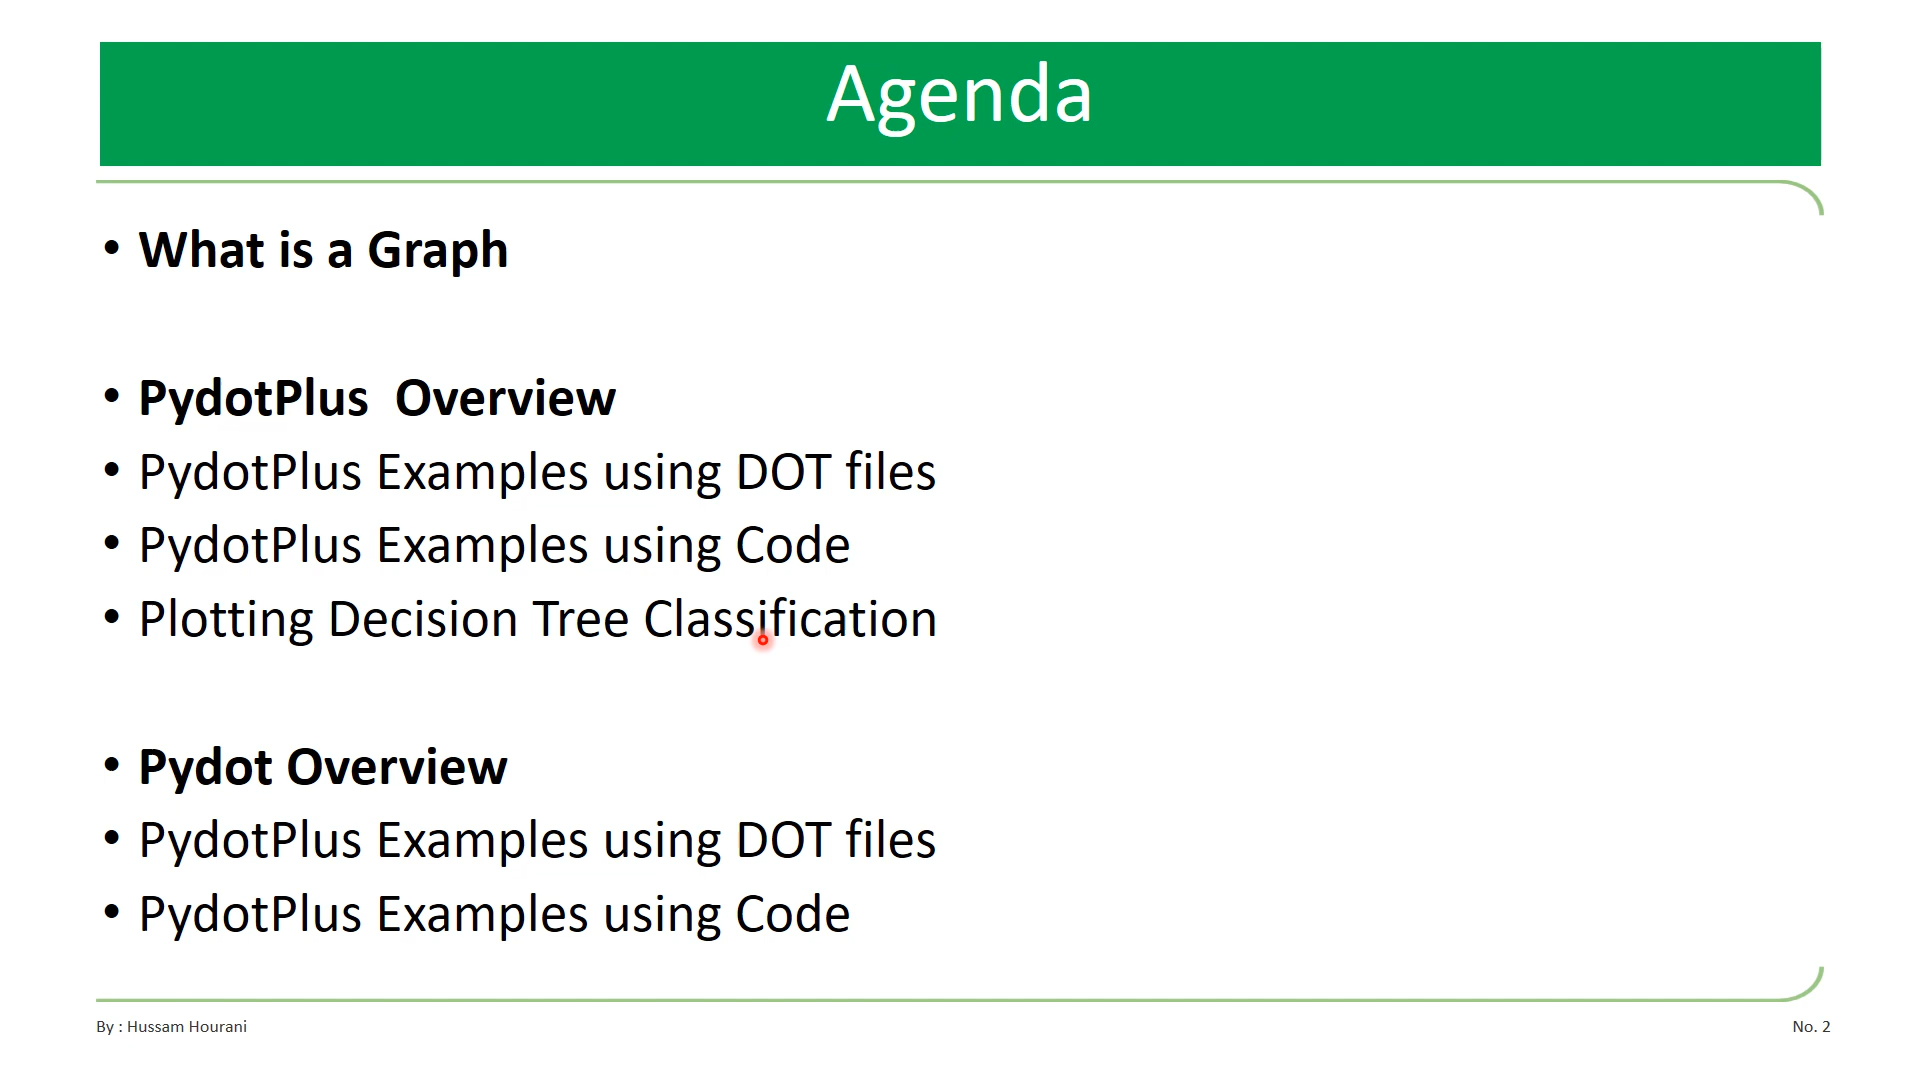 Agenda
• What is a Graph
• PydotPlus  Overview
• PydotPlus Examples using DOT files
• PydotPlus Examples using Code
• Plotting Decision Tree Classification
• Pydot Overview
• PydotPlus Examples using DOT files
• PydotPlus Examples using Code
By : Hussam Hourani
No. 2